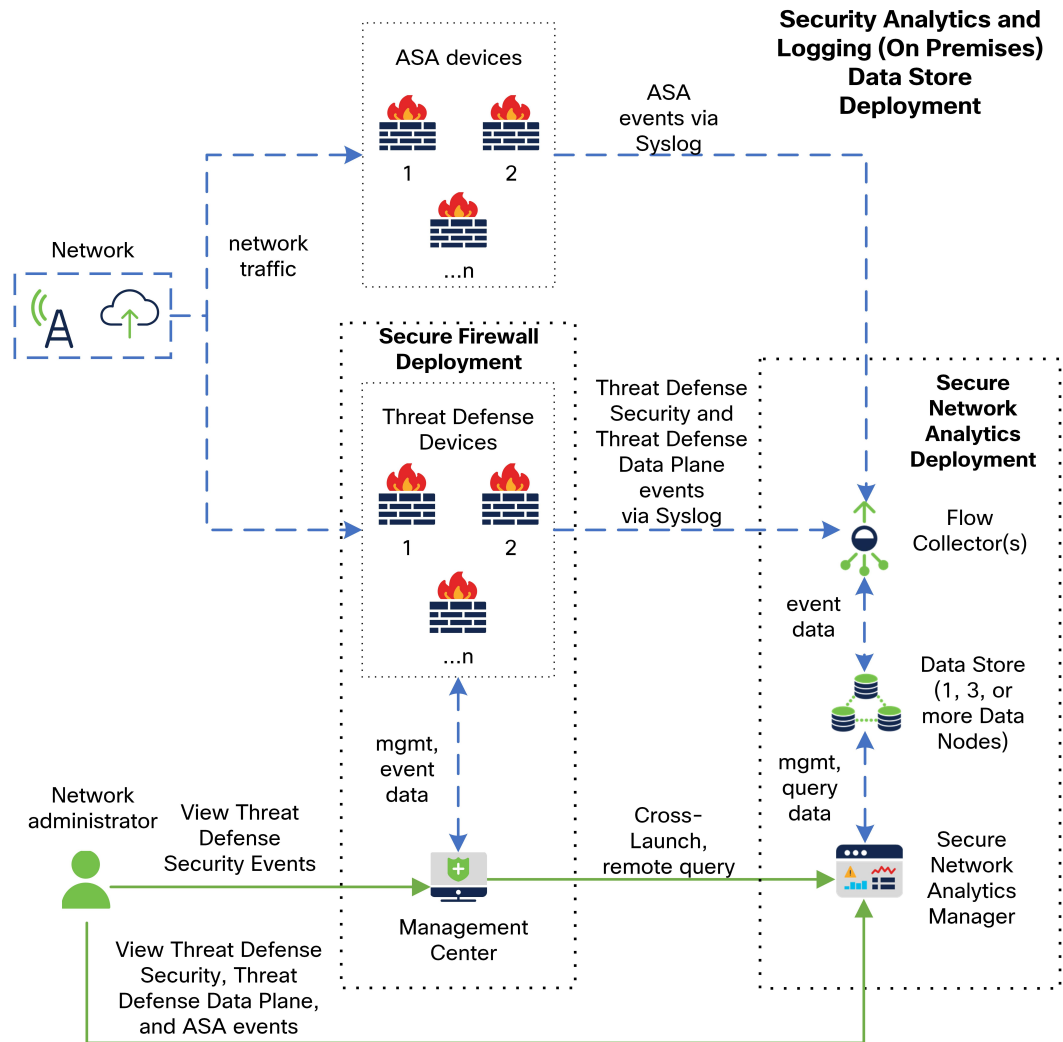 Security Analytics and
Logging (On Premises)
Data Store
Deployment
ASA devices
1
2
...n
ASA
events via
Syslog
Network
network
traffic
Secure Firewall
Deployment
Threat Defense
Devices
1
2
...n
Threat Defense
Security and
Threat Defense
Data Plane
events
via Syslog
Secure
Network
Analytics
Deployment
Flow
Collector(s)
event
data
Data Store
(1, 3, or
more Data
Nodes)
mgmt,
query
data
mgmt,
event
data
Network
administrator
View Threat
Defense
Security Events
Cross-
Launch,
remote query
Secure
Network
Analytics
Manager
Management
Center
View Threat Defense
Security, Threat
Defense Data Plane,
and ASA events